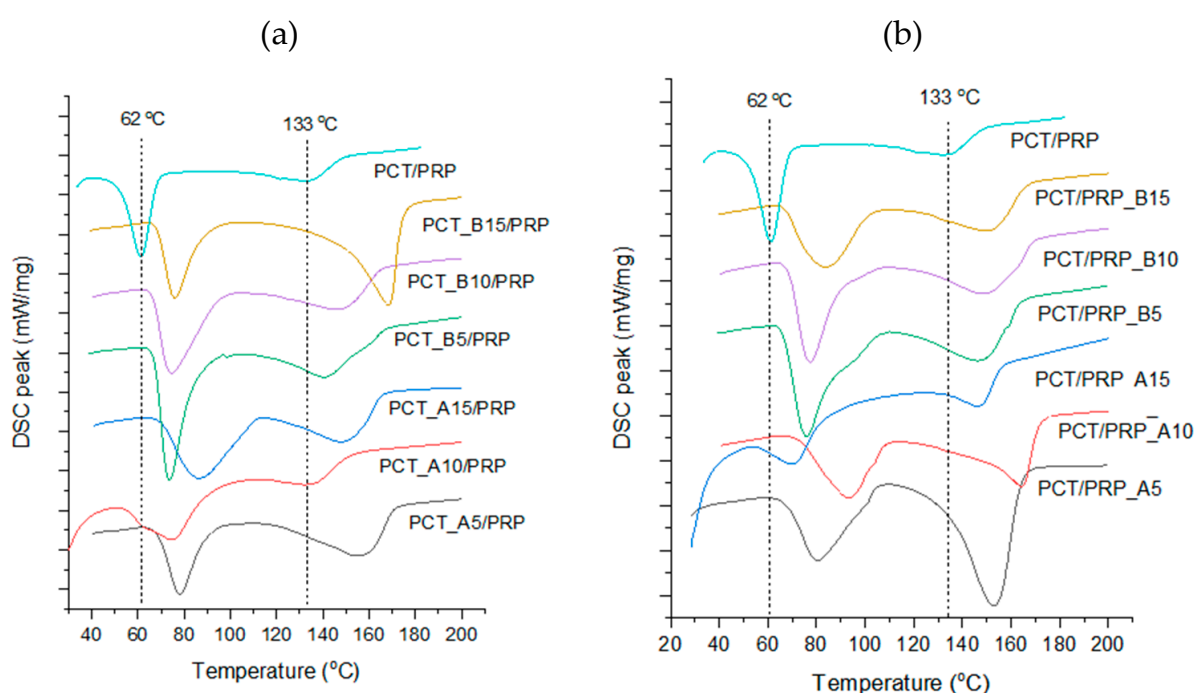 (a)
62 ºC
133 ºC
PCT/PRP
PCT_B15/PRP
PCT_B10/PRP
PCT_B5/PRP
PCT_A15/PRP
PCT_A10/PRP
PCT_A5/PRP
DSC peak (mW/mg)
40 60 80 100 120 140 160 180 200
Temperature (ºC)
(b)
62 ºC
133 ºC
PCT/PRP
PCT/PRP_B15
PCT/PRP_B10
PCT/PRP_B5
PCT/PRP_A15
PCT/PRP_A10
PCT/PRP_A5
DSC peak (mW/mg)
20 40 60 80 100 120 140 160 180 200
Temperature (ºC)